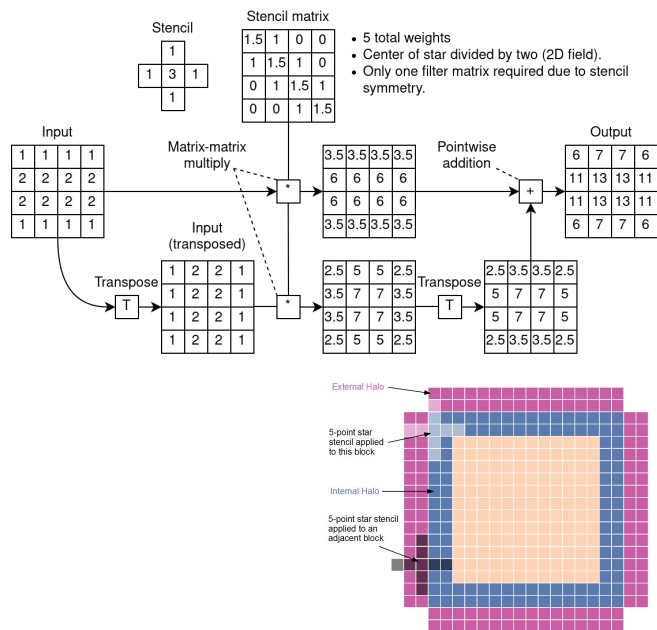 Stencil matrix
Stencil
1
1 3 1
1
1.5 1 0 0
1 1.5 1 0
0 1 1.5 1
0 0 1 1.5
• 5 total weights
• Center of star divided by two (2D field).
• Only one filter matrix required due to stencil
symmetry.
Input
1 1 1 1
2 2 2 2
2 2 2 2
1 1 1 1
Matrix-matrix
multiply
*
3.5 3.5 3.5 3.5
6 6 6 6
6 6 6 6
3.5 3.5 3.5 3.5
Pointwise
addition
+
Output
6 7 7 6
11 13 13 11
11 13 13 11
6 7 7 6
Transpose
T
Input
(transposed)
1 2 2 1
1 2 2 1
1 2 2 1
1 2 2 1
*
2.5 5 5 2.5
3.5 7 7 3.5
3.5 7 7 3.5
2.5 5 5 2.5
Transpose
T
2.5 3.5 3.5 2.5
5 7 7 5
5 7 7 5
2.5 3.5 3.5 2.5
External Halo
5-point star
stencil applied
to this block
Internal Halo
5-point star stencil
applied to an
adjacent block